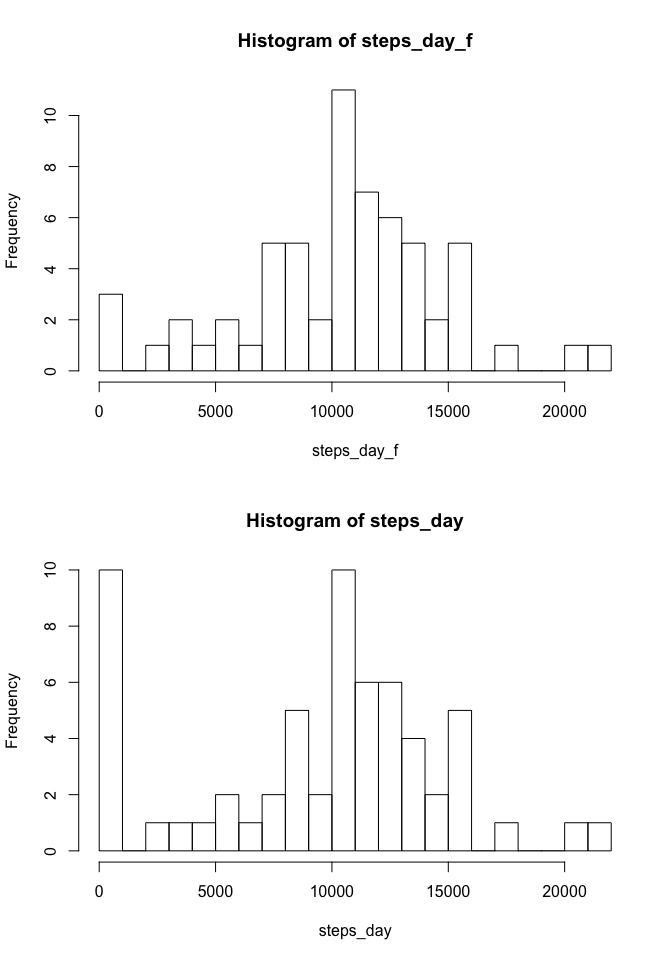 Histogram of steps_day_f
Frequency
0 2 4 6 8 10
0 5000 10000 15000 20000
steps_day_f
Histogram of steps_day
Frequency
0 2 4 6 8 10
0 5000 10000 15000 20000
steps_day